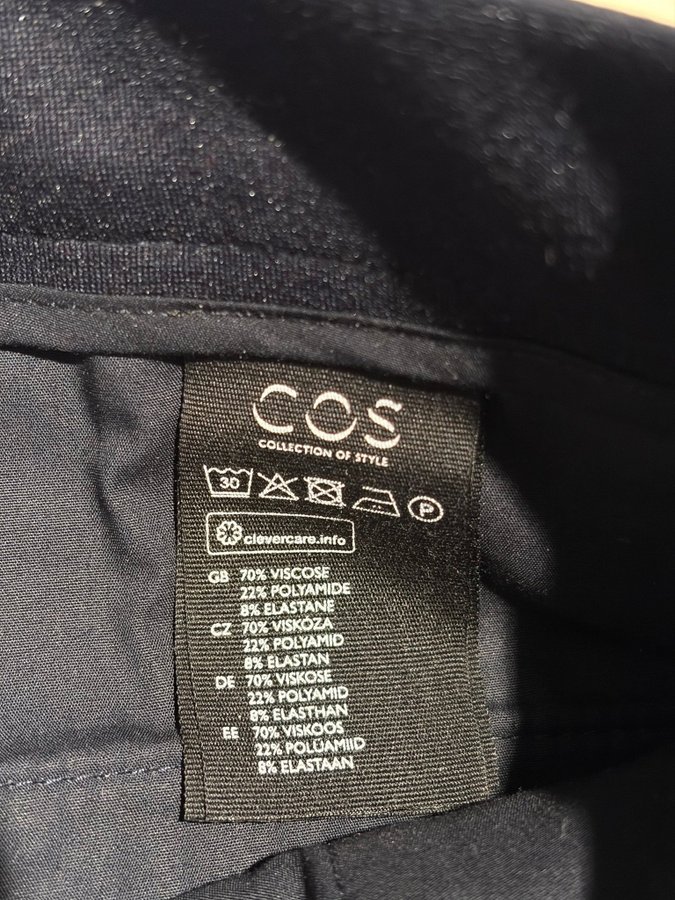 COS
COLLECTION OF STYLE
30 P
clevercare.info
GB 70% VISCOSE
22% POLYAMIDE
8% ELASTANE
CZ 70% VISKÓZA
22% POLYAMID
8% ELASTAN
DE 70% VISKOSE
22% POLYAMID
8% ELASTHAN
EE 70% VISKOOS
22% POLÜAMIID
8% ELASTAAN